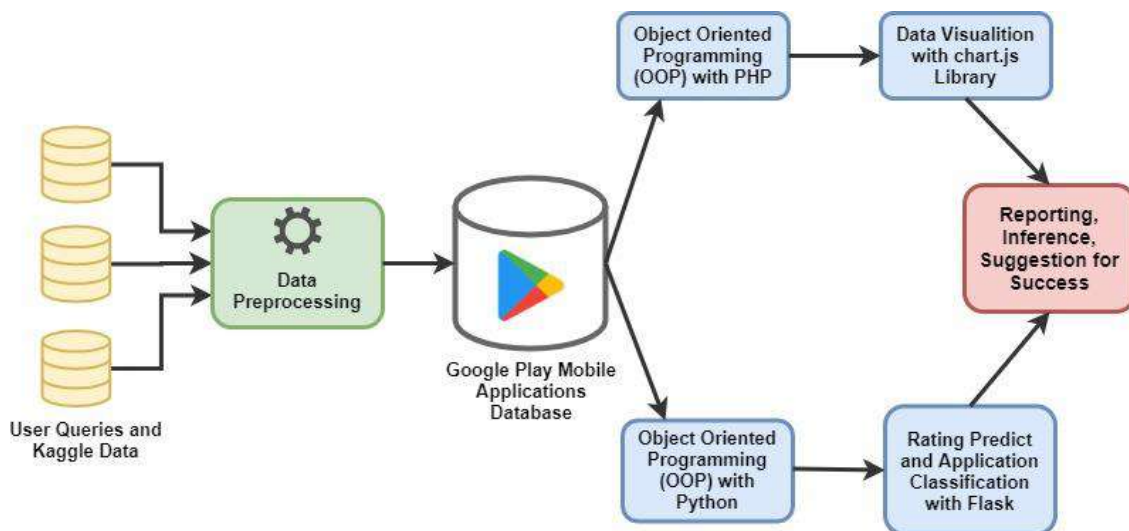 User Queries and
Kaggle Data
Data
Preprocessing
Google Play Mobile
Applications
Database
Object Oriented
Programming
(OOP) with PHP
Data Visualition
with chart.js
Library
Object Oriented
Programming
(OOP) with
Python
Rating Predict
and Application
Classification
with Flask
Reporting,
Inference,
Suggestion for
Success